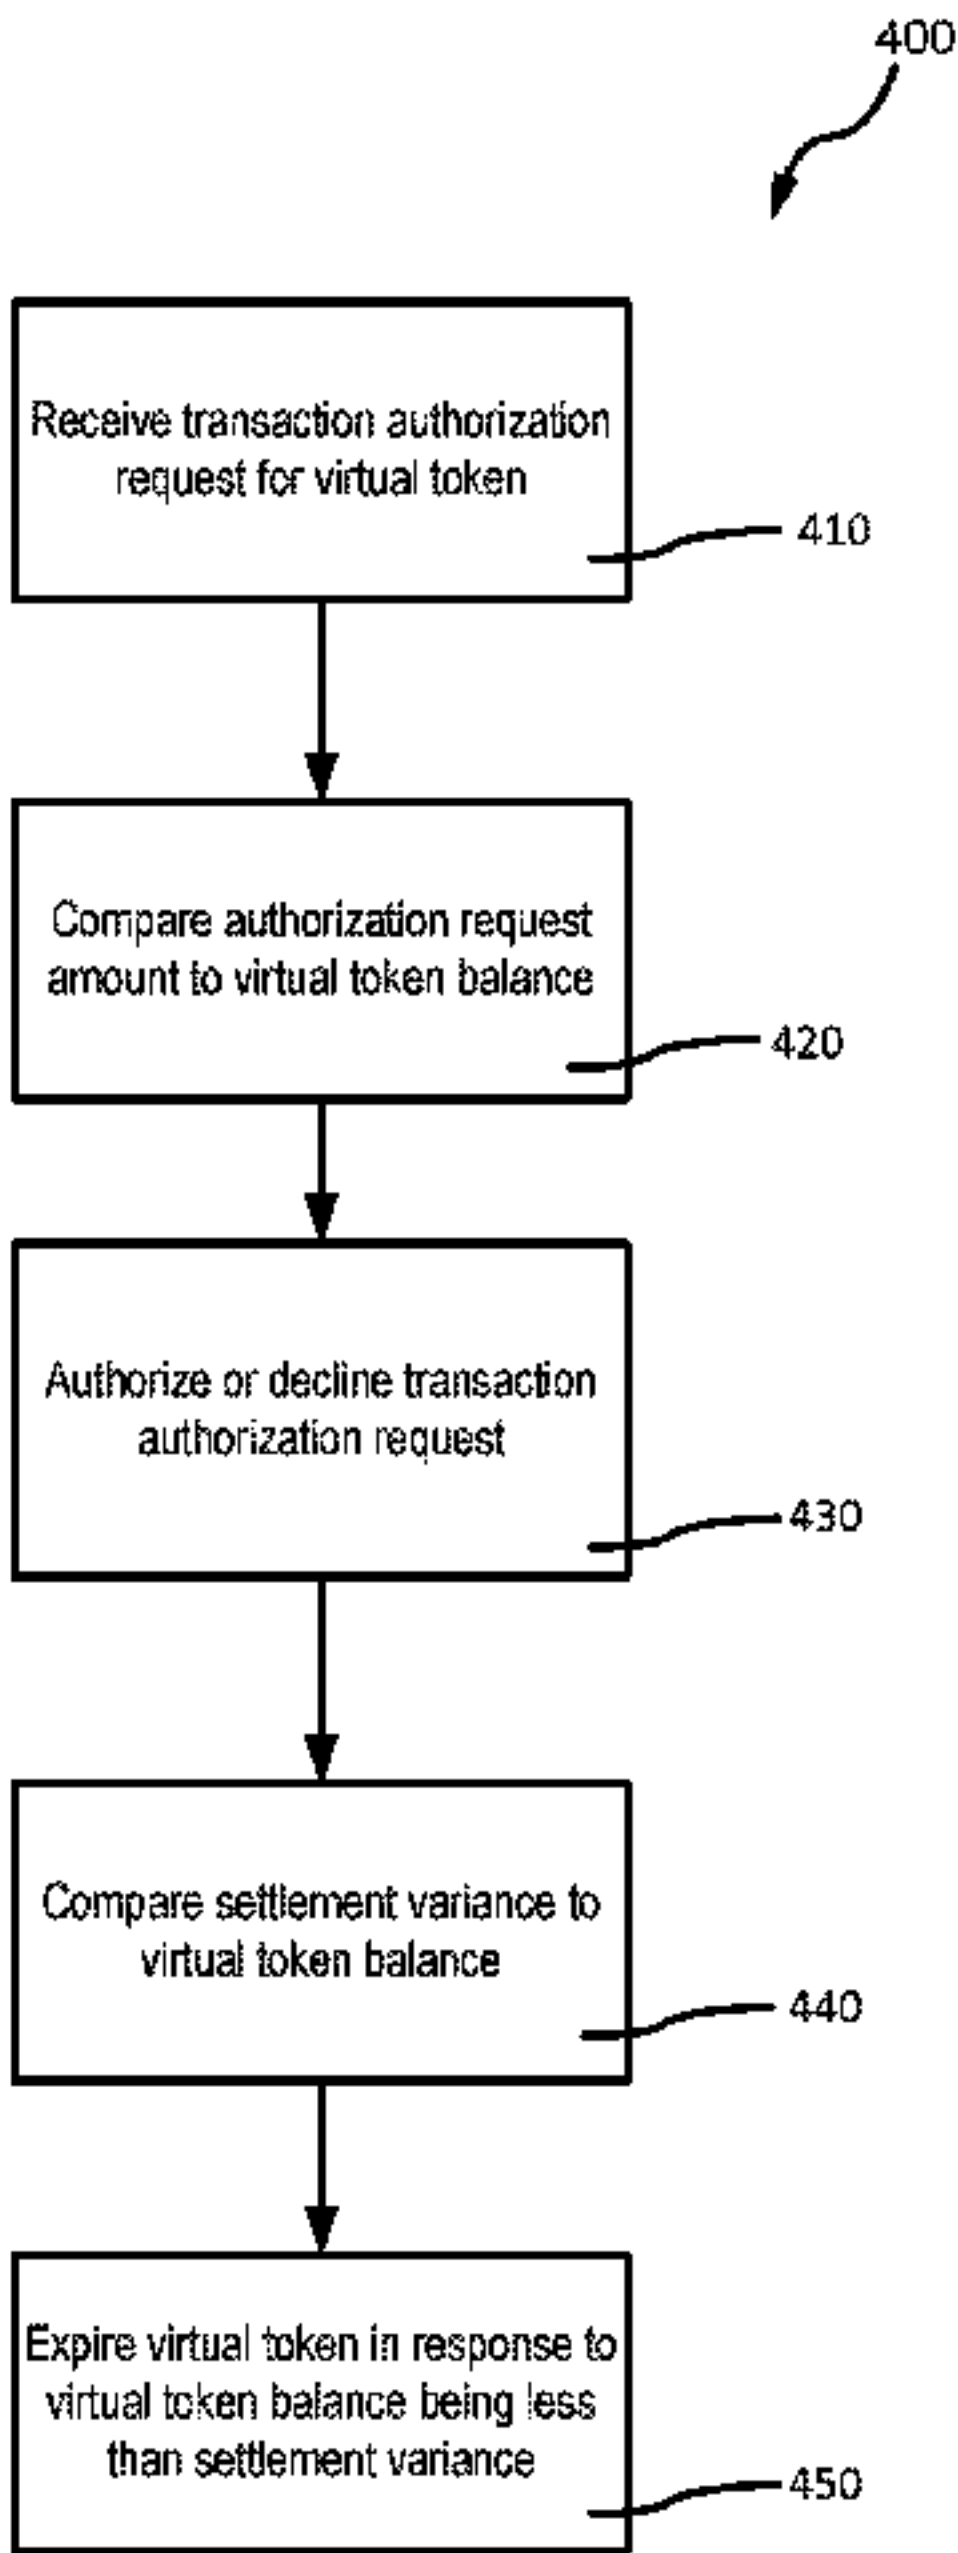 400
Receive transaction authorization
request for virtual token
410
Compare authorization request
amount to virtual token balance
420
Authorize or decline transaction
authorization request
430
Compare settlement variance to
virtual token balance
440
Expire virtual token in response to
virtual token balance being less
than settlement variance
450